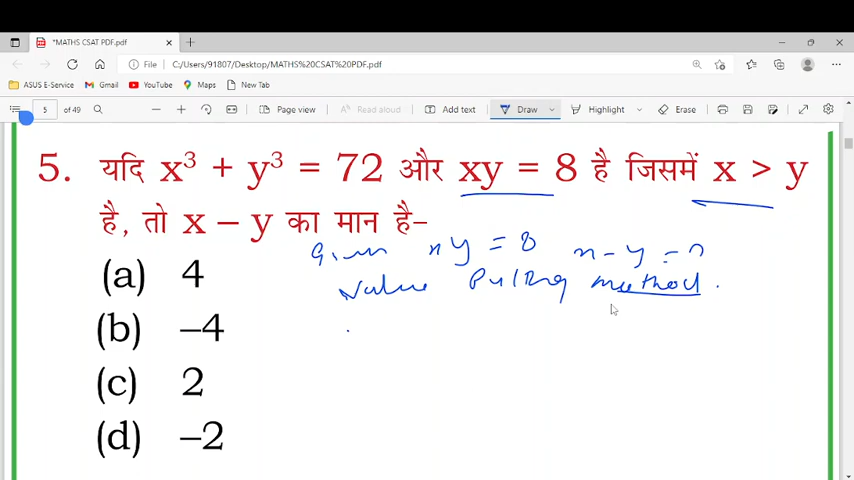 *MATHS CSAT PDF.pdf
File C:/Users/91807/Desktop/MATHS%20CSAT%20PDF.pdf
ASUS E-Service Gmail YouTube Maps New Tab
5 of 49 Page view Read aloud Add text Draw Highlight Erase
5. यदि x³ + y³ = 72 और xy = 8 है जिसमें x > y
है, तो x – y का मान है–
Given xy = 8 x - y = ?
Value Putting method.
(a) 4
(b) –4
(c) 2
(d) –2